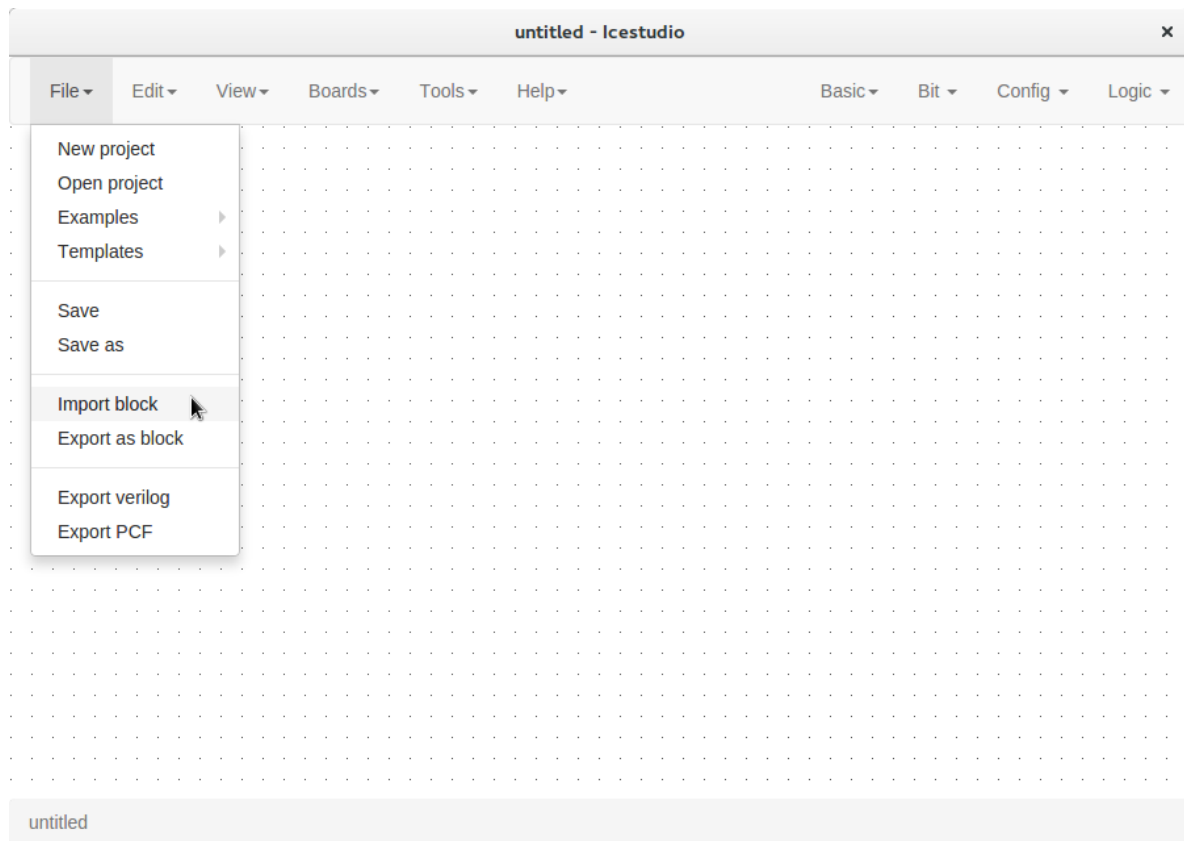 untitled - Icestudio
File Edit View Boards Tools Help Basic Bit Config Logic
New project
Open project
Examples
Templates
Save
Save as
Import block
Export as block
Export verilog
Export PCF
untitled